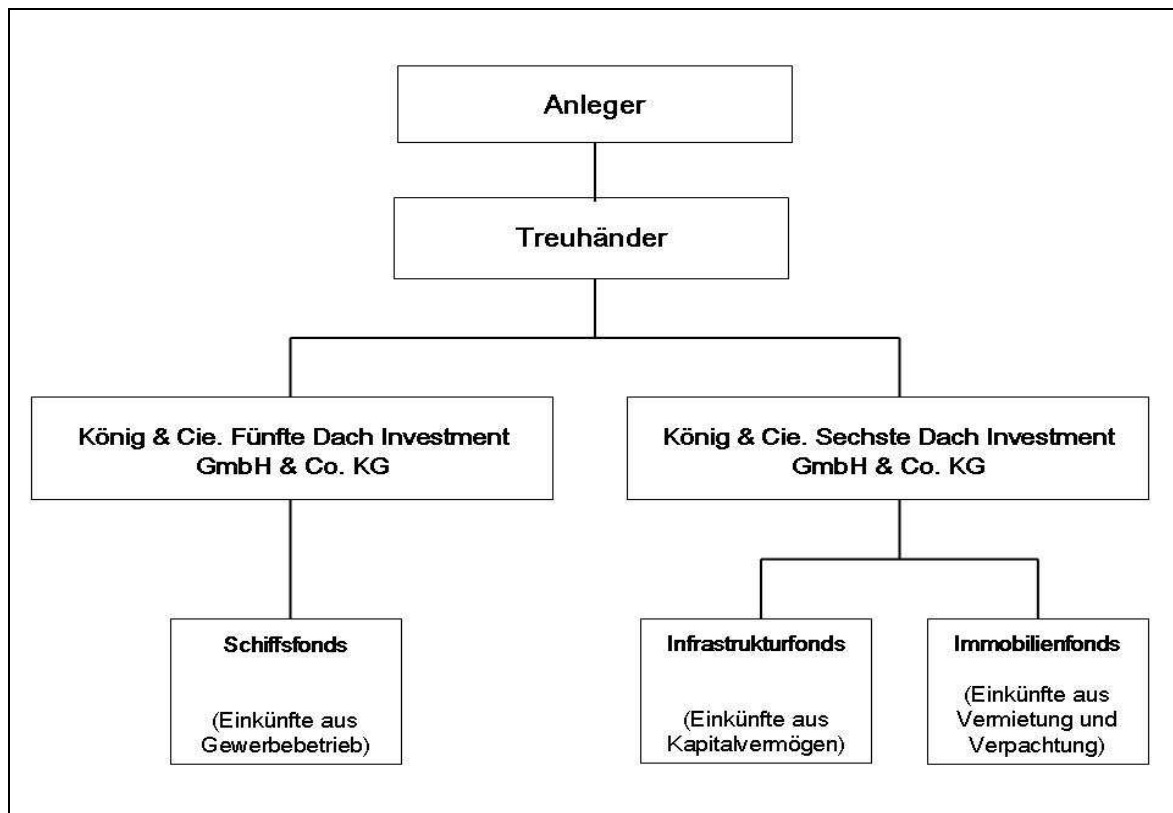 Anleger
Treuhänder
König & Cie. Fünfte Dach Investment
GmbH & Co. KG
König & Cie. Sechste Dach Investment
GmbH & Co. KG
Schiffsfonds
(Einkünfte aus
Gewerbebetrieb)
Infrastrukturfonds
(Einkünfte aus
Kapitalvermögen)
Immobilienfonds
(Einkünfte aus
Vermietung und
Verpachtung)